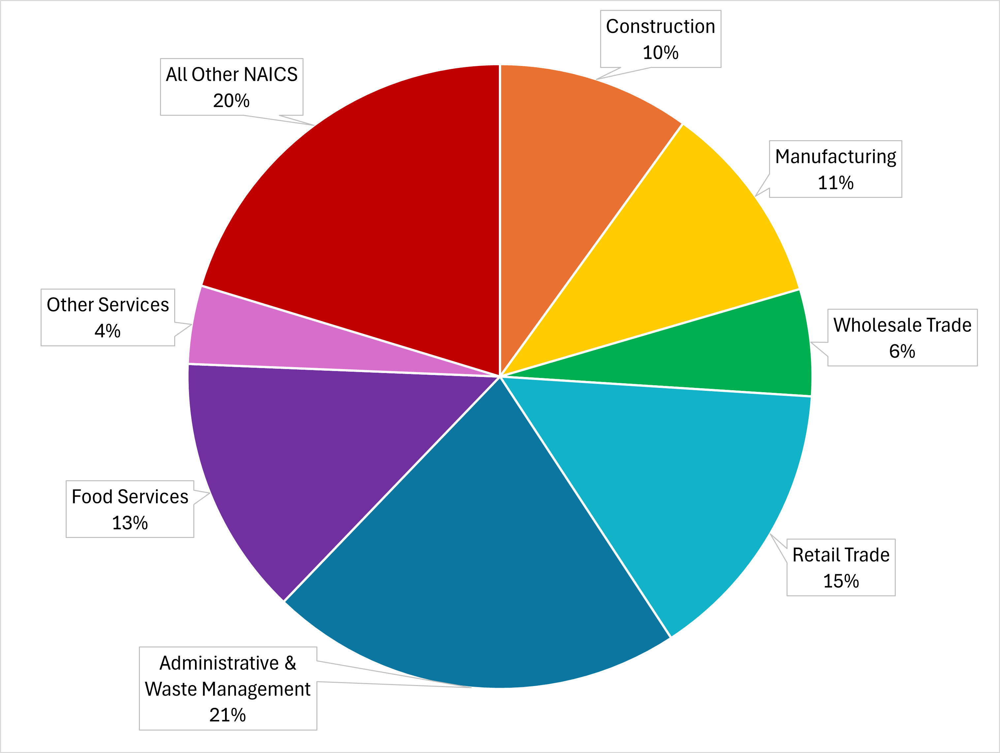 Construction
10%
All Other NAICS
20%
Manufacturing
11%
Other Services
4%
Wholesale Trade
6%
Food Services
13%
Retail Trade
15%
Administrative &
Waste Management
21%